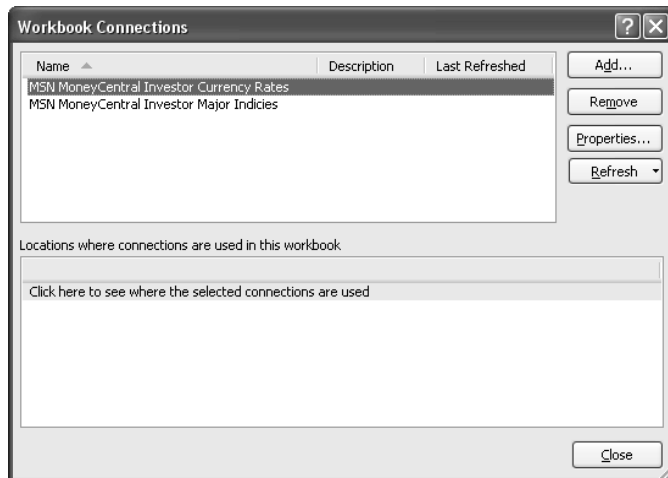 Workbook Connections
Name Description Last Refreshed
MSN MoneyCentral Investor Currency Rates
MSN MoneyCentral Investor Major Indicies
Add...
Remove
Properties...
Refresh
Locations where connections are used in this workbook
Click here to see where the selected connections are used
Close